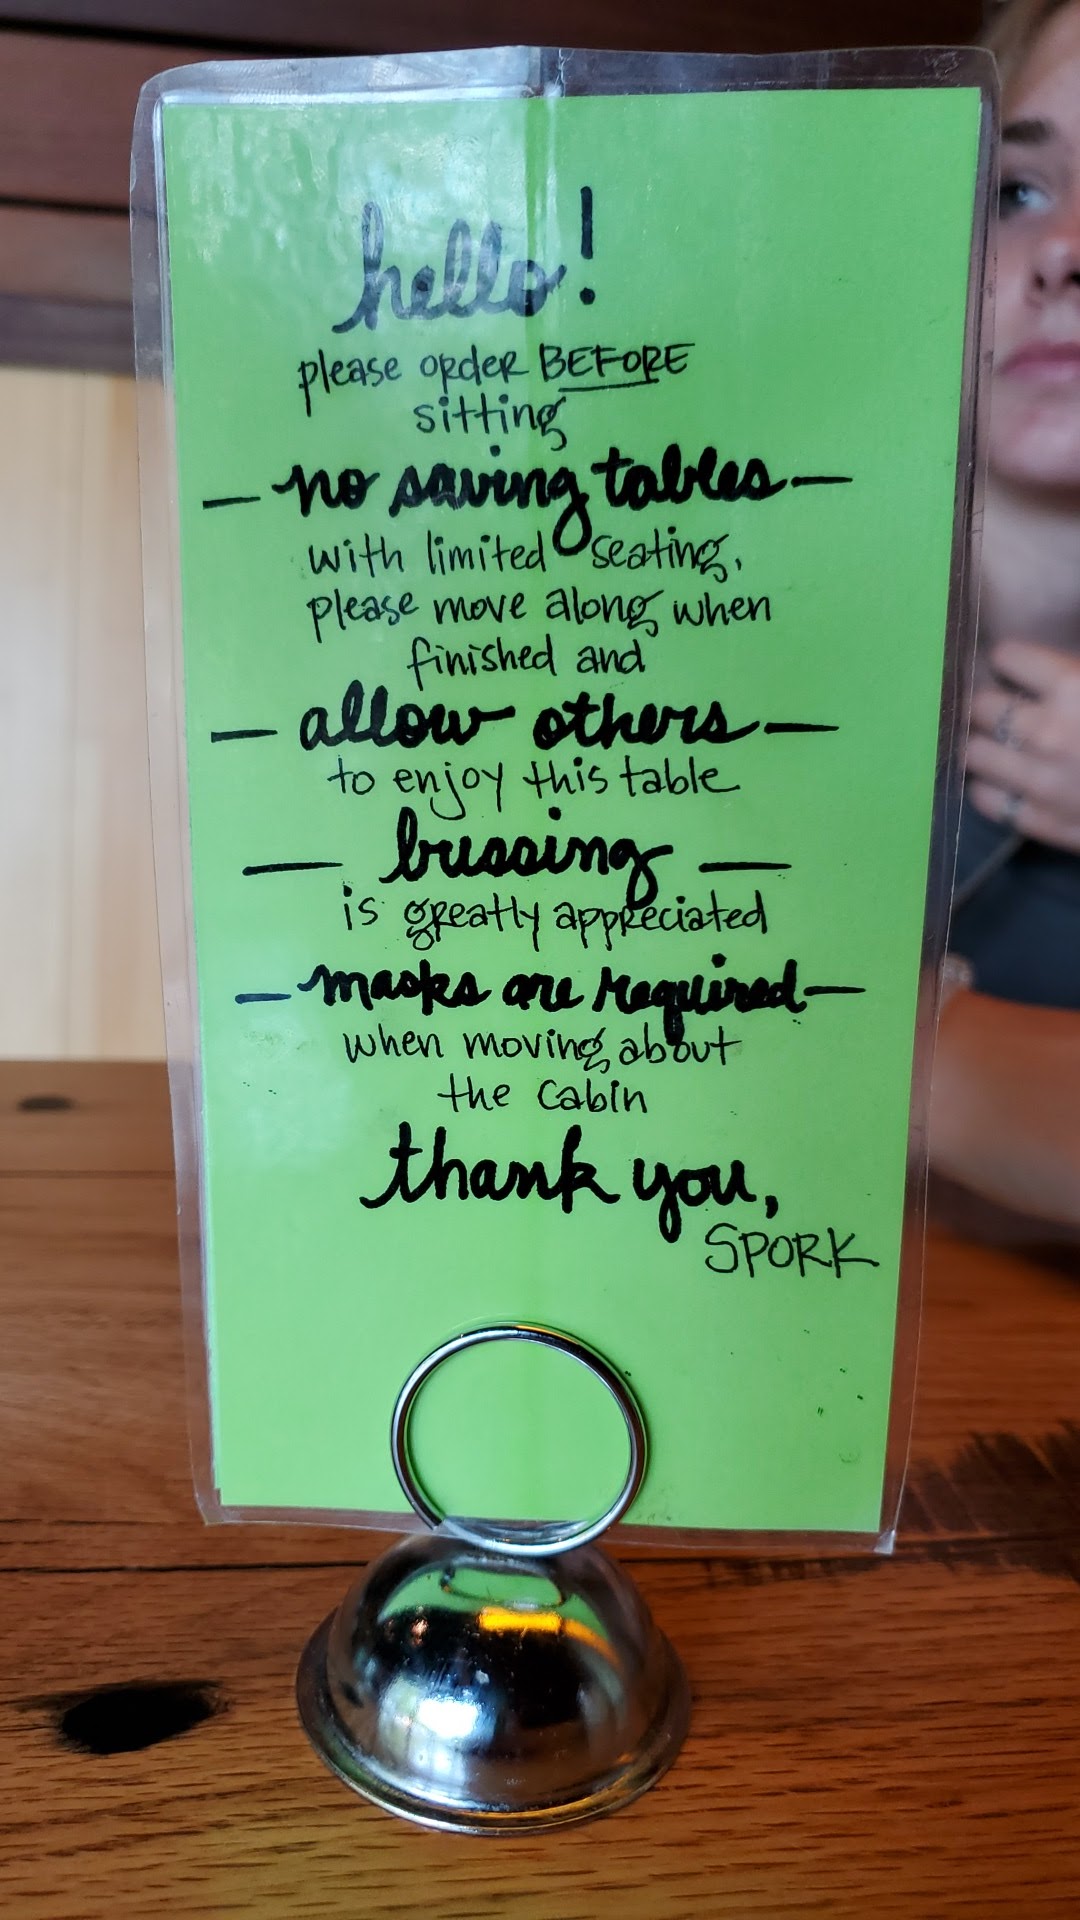 hello!
please order BEFORE
sitting
— no saving tables —
with limited seating,
please move along when
finished and
— allow others —
to enjoy this table
— bussing —
is greatly appreciated
— masks are required —
when moving about
the cabin
thank you,
SPORK